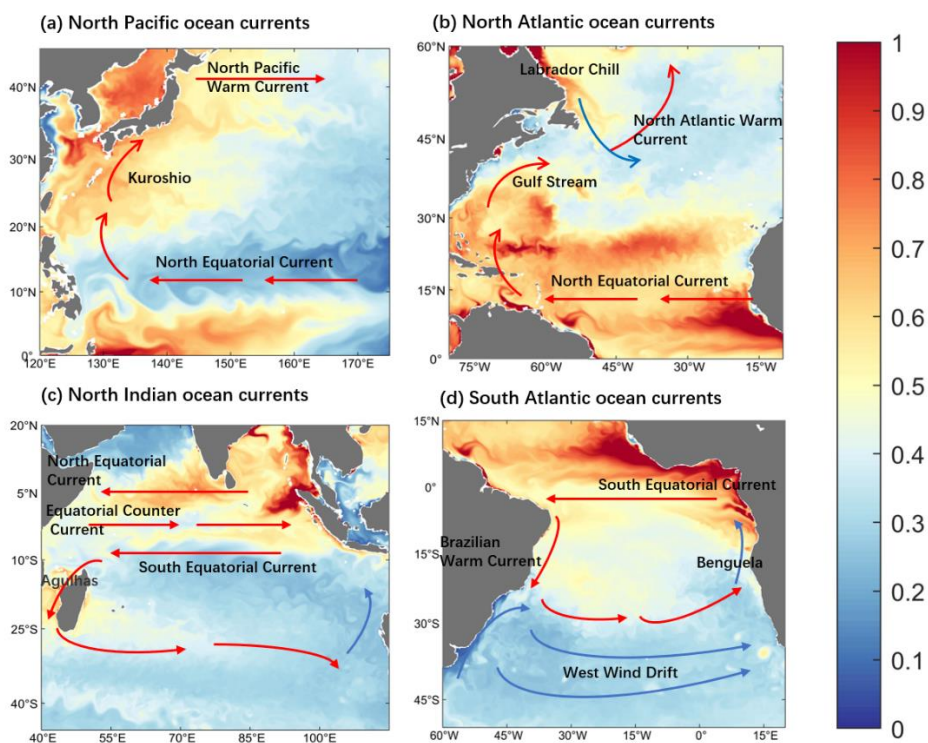 (a) North Pacific ocean currents
North Pacific
Warm Current
Kuroshio
North Equatorial Current
40°N
30°N
20°N
10°N
0°
120°E
130°E
140°E
150°E
160°E
170°E
(b) North Atlantic ocean currents
Labrador Chill
North Atlantic Warm
Current
Gulf Stream
North Equatorial Current
60°N
45°N
30°N
15°N
0°
75°W
60°W
45°W
30°W
15°W
(c) North Indian ocean currents
North Equatorial
Current
Equatorial Counter
Current
South Equatorial Current
Agulhas
20°N
5°N
10°S
25°S
40°S
40°E
55°E
70°E
85°E
100°E
(d) South Atlantic ocean currents
South Equatorial Current
Brazilian
Warm Current
Benguela
West Wind Drift
15°N
0°
15°S
30°S
45°S
60°W
40°W
20°W
0°
15°E
1
0.9
0.8
0.7
0.6
0.5
0.4
0.3
0.2
0.1
0